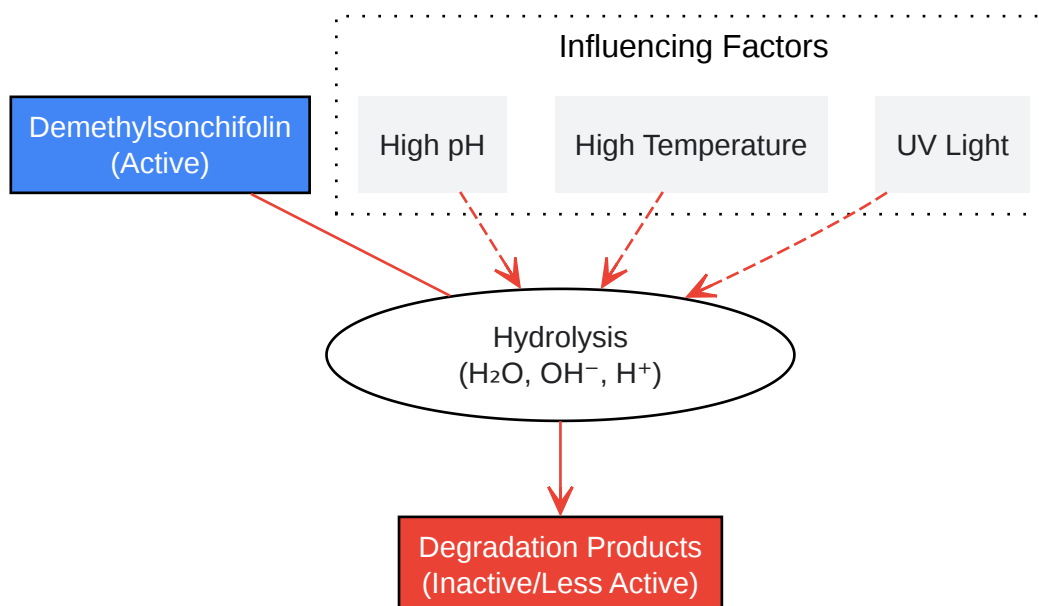 Influencing Factors
Demethylsonchifolin
(Active)
High pH
High Temperature
UV Light
Hydrolysis
(H₂O, OH⁻, H⁺)
Degradation Products
(Inactive/Less Active)